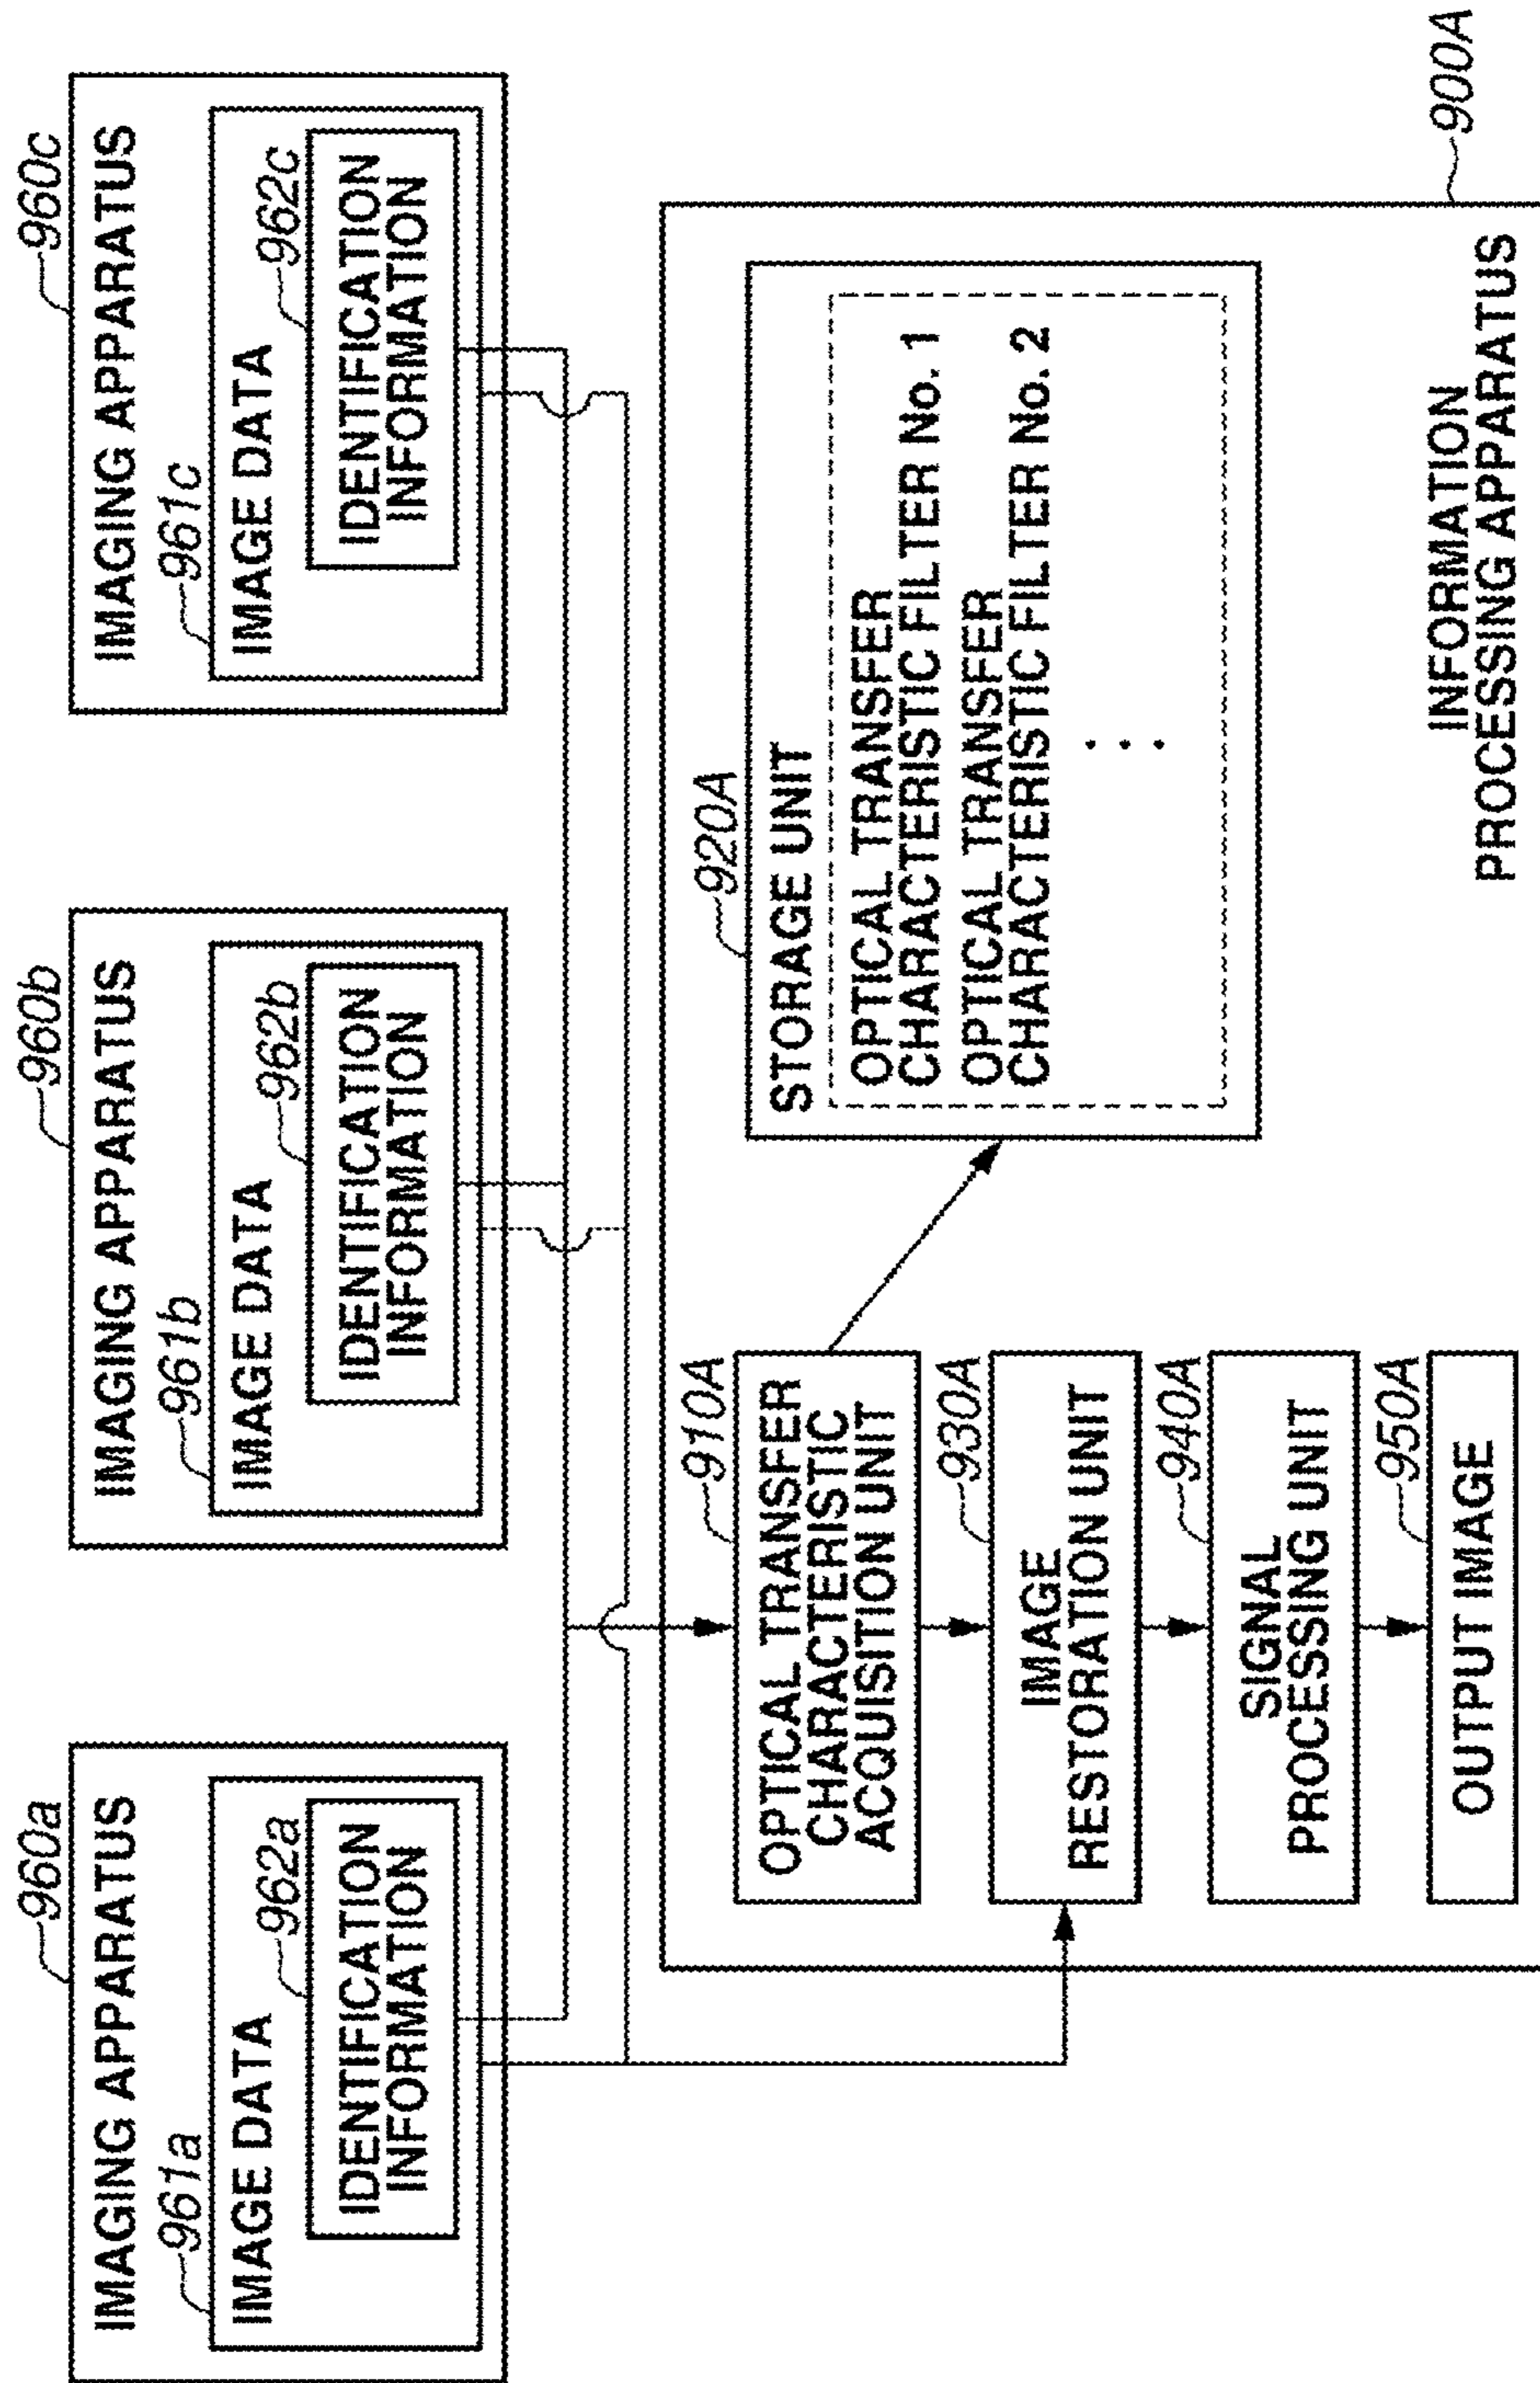 960a
IMAGING APPARATUS
961a
IMAGE DATA
962a
IDENTIFICATION
INFORMATION
960b
IMAGING APPARATUS
961b
IMAGE DATA
962b
IDENTIFICATION
INFORMATION
960c
IMAGING APPARATUS
961c
IMAGE DATA
962c
IDENTIFICATION
INFORMATION
910A
OPTICAL TRANSFER
CHARACTERISTIC
ACQUISITION UNIT
930A
IMAGE
RESTORATION UNIT
940A
SIGNAL
PROCESSING UNIT
950A
OUTPUT IMAGE
920A
STORAGE UNIT
OPTICAL TRANSFER
CHARACTERISTIC FILTER No. 1
OPTICAL TRANSFER
CHARACTERISTIC FILTER No. 2
. . .
INFORMATION
PROCESSING APPARATUS
900A